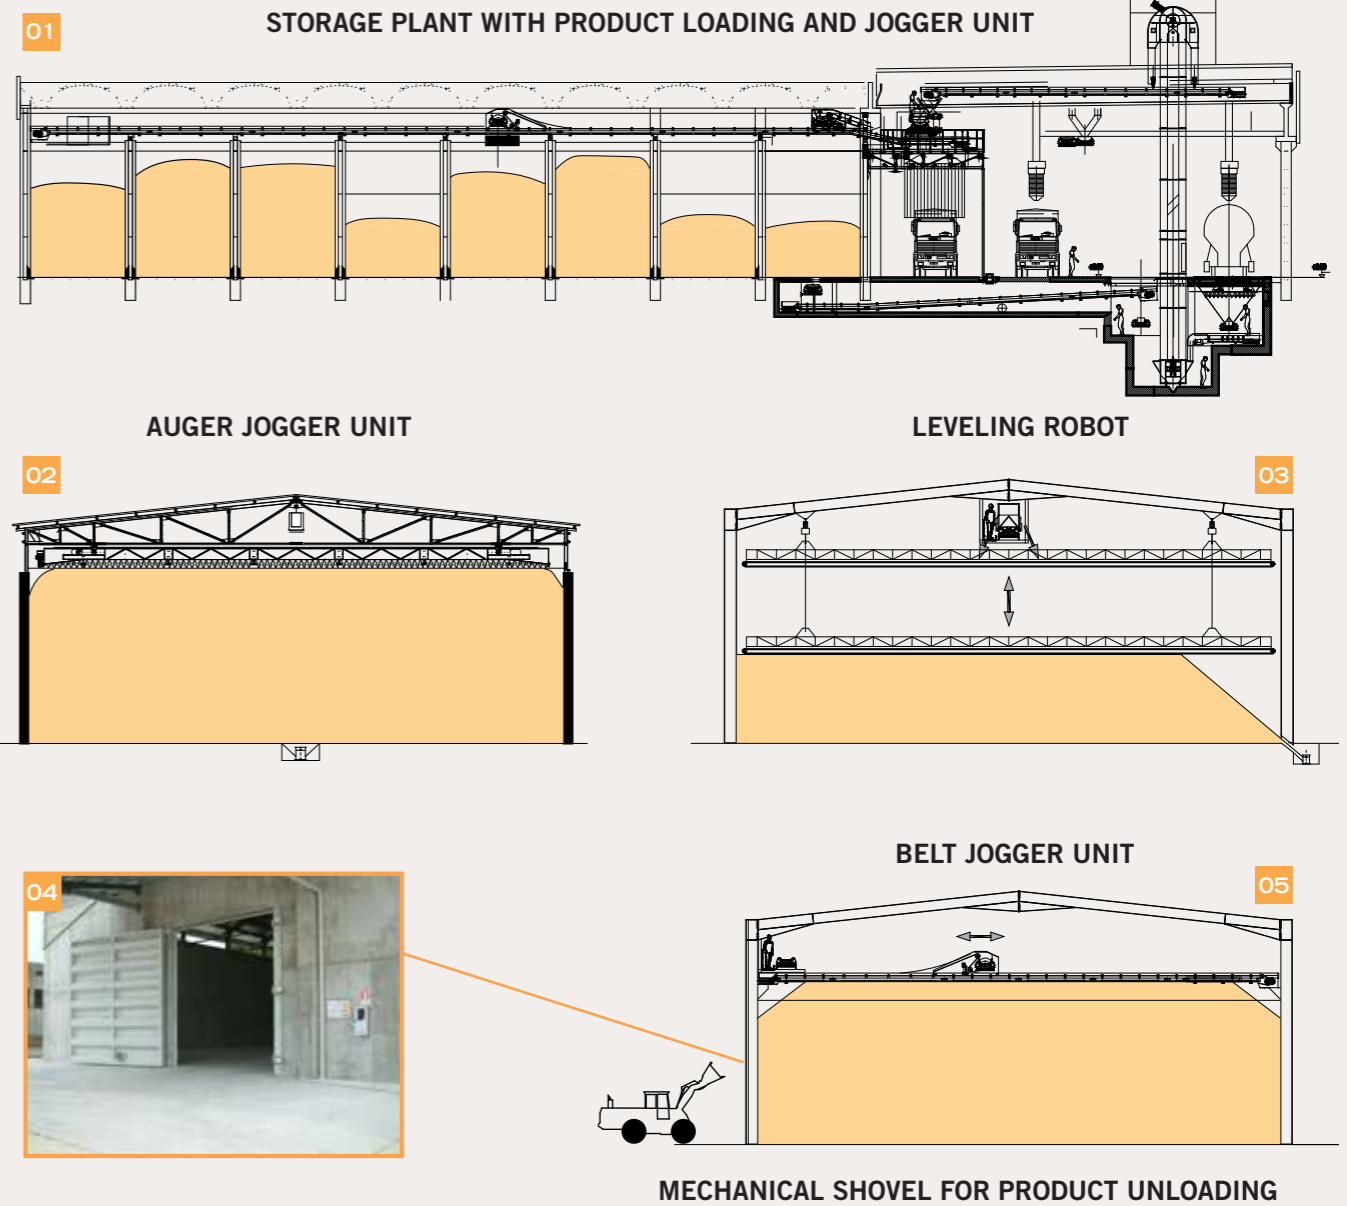 01
STORAGE PLANT WITH PRODUCT LOADING AND JOGGER UNIT
AUGER JOGGER UNIT
LEVELING ROBOT
02
03
BELT JOGGER UNIT
04
05
MECHANICAL SHOVEL FOR PRODUCT UNLOADING